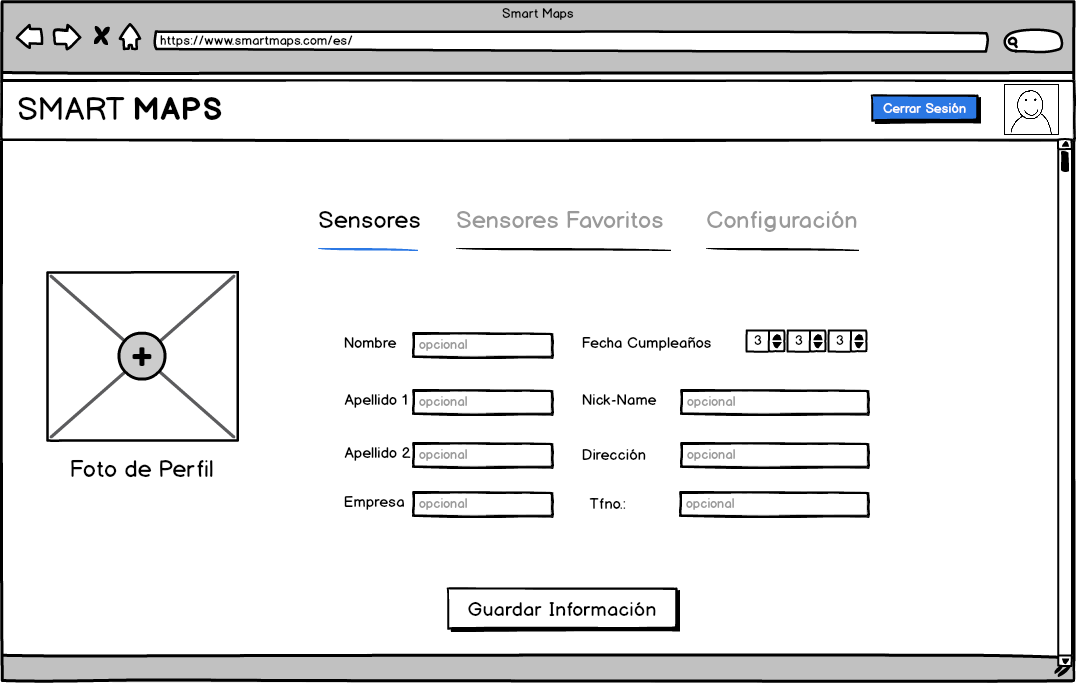 Smart Maps
https://www.smartmaps.com/es/
SMART MAPS
Cerrar Sesión
Sensores
Sensores Favoritos
Configuración
Nombre
opcional
Fecha Cumpleaños
3
3
3
Apellido 1
opcional
Nick-Name
opcional
Apellido 2
opcional
Dirección
opcional
Empresa
opcional
Tfno.:
opcional
Foto de Perfil
Guardar Información